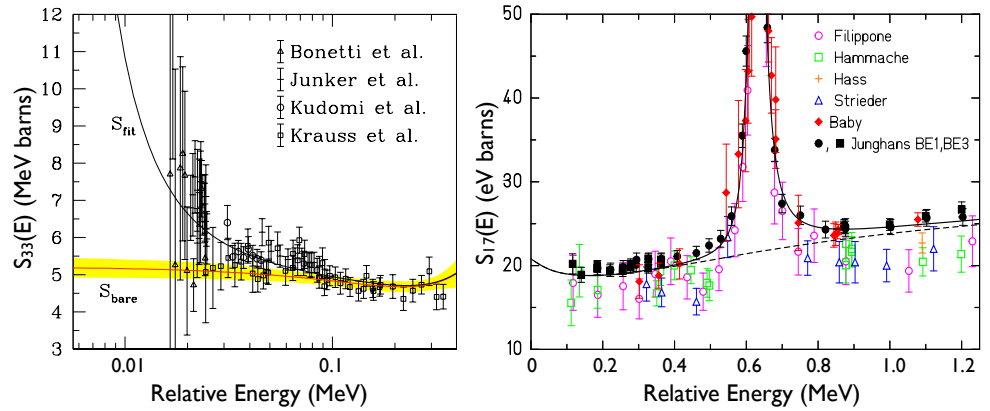 12
11
10
9
8
7
6
5
4
3
S33(E) (MeV barns)
Bonetti et al.
Junker et al.
Kudomi et al.
Krauss et al.
Sfit
Sbare
0.01
0.1
Relative Energy (MeV)
50
40
30
20
10
S17(E) (eV barns)
Filippone
Hammache
Hass
Strieder
Baby
, Junghans BE1,BE3
0 0.2 0.4 0.6 0.8 1.0 1.2
Relative Energy (MeV)